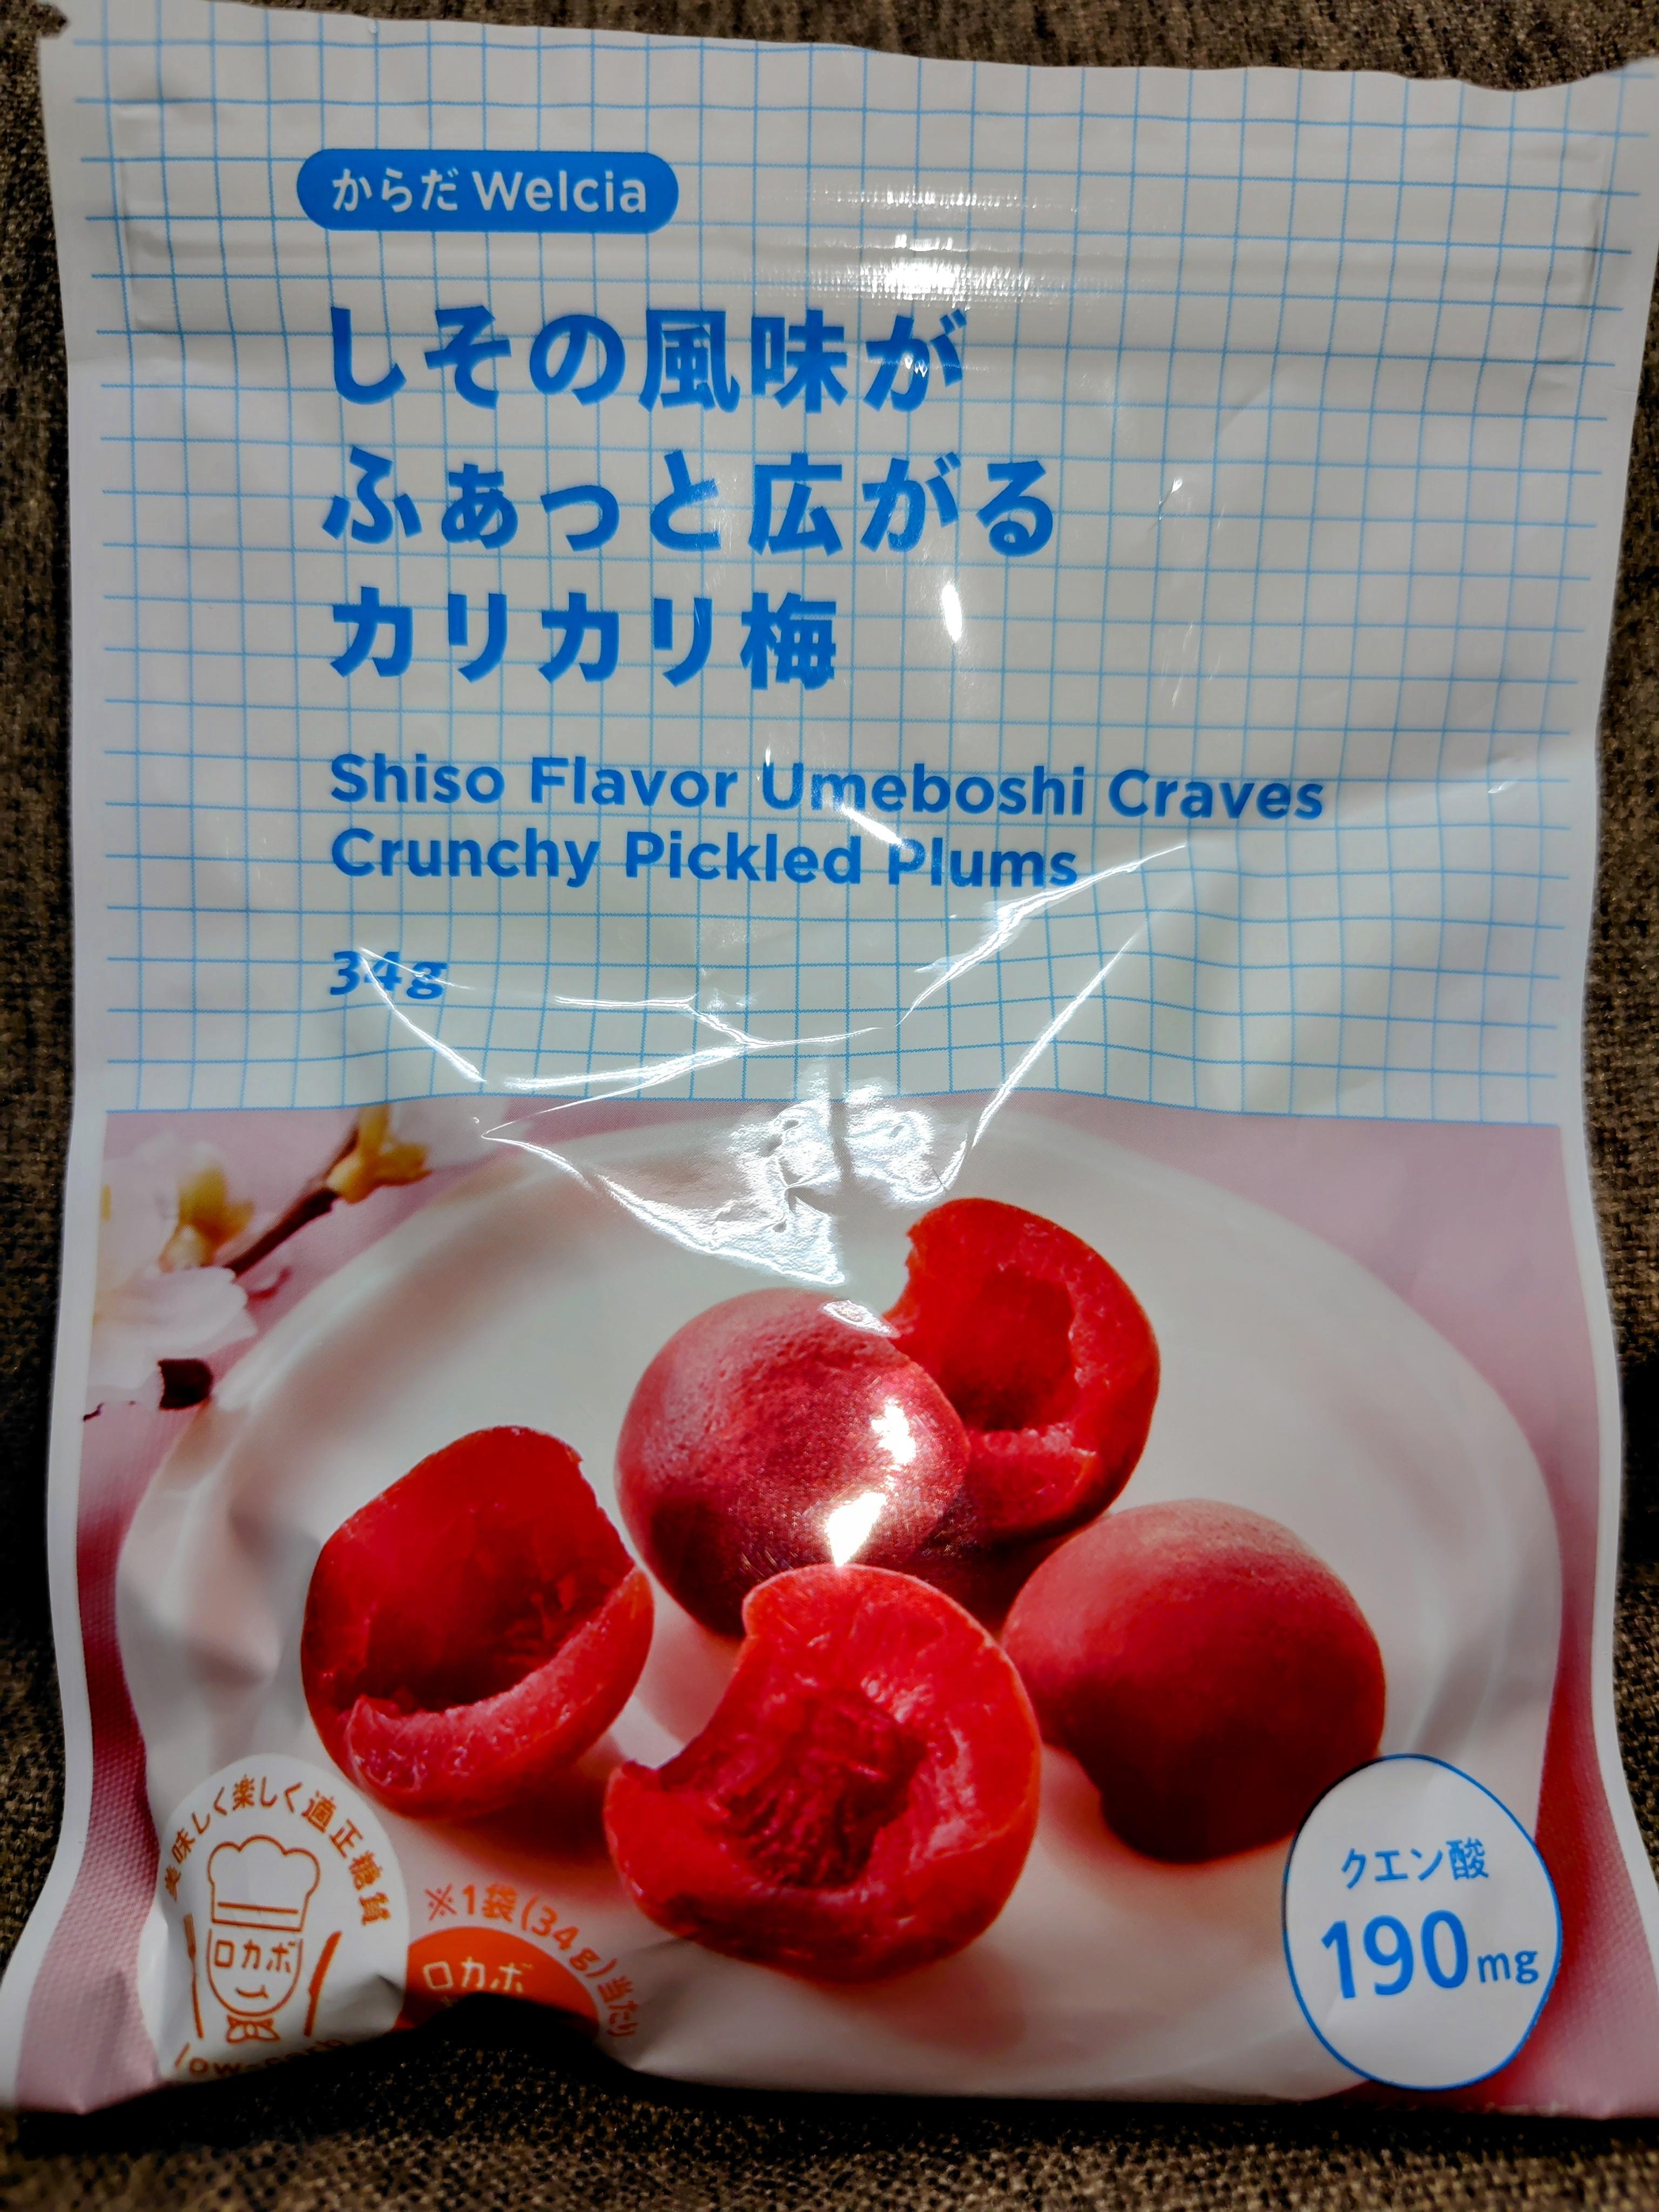 からだ Welcia
しその風味が
ふぁっと広がる
カリカリ梅
Shiso Flavor Umeboshi Craves
Crunchy Pickled Plums
34g
美味しく楽しく適正糖質
ロカボ
※1袋(34g)当たり
ロカボ
クエン酸
190mg